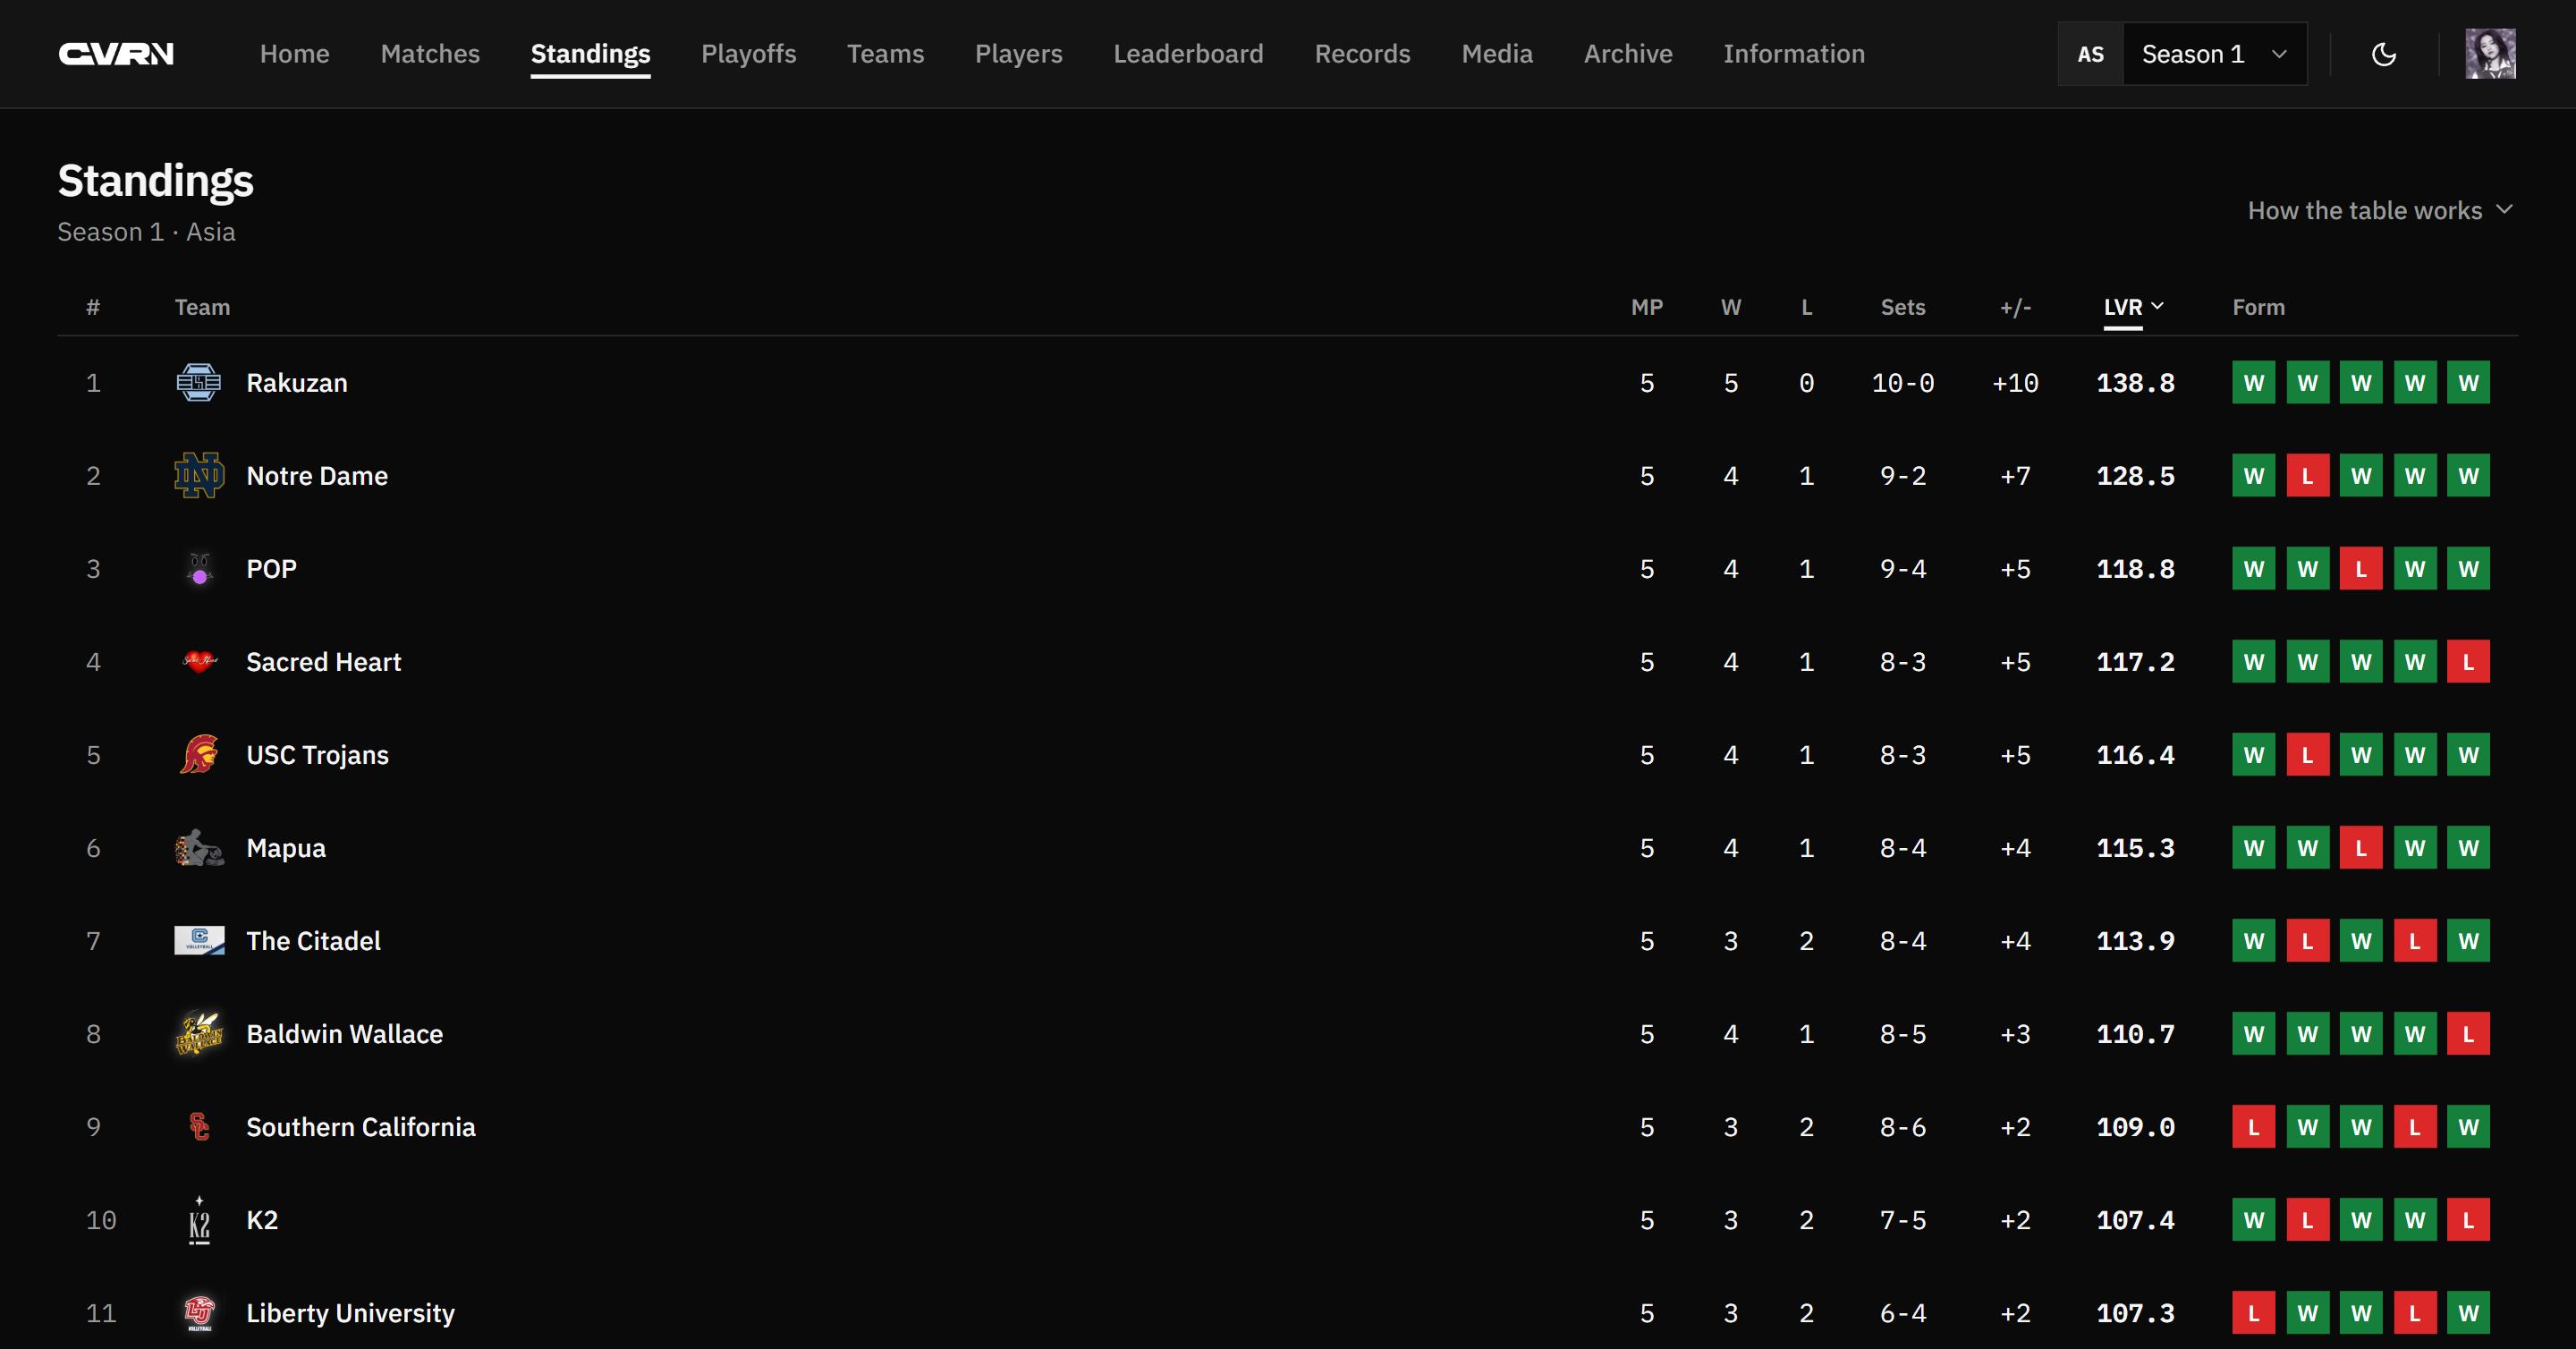 CVRN Home Matches Standings Playoffs Teams Players Leaderboard Records Media Archive Information AS Season 1
Standings
Season 1 · Asia
How the table works
# Team MP W L Sets +/- LVR Form
1 Rakuzan 5 5 0 10-0 +10 138.8 W W W W W
2 Notre Dame 5 4 1 9-2 +7 128.5 W L W W W
3 POP 5 4 1 9-4 +5 118.8 W W L W W
4 Sacred Heart 5 4 1 8-3 +5 117.2 W W W W L
5 USC Trojans 5 4 1 8-3 +5 116.4 W L W W W
6 Mapua 5 4 1 8-4 +4 115.3 W W L W W
7 The Citadel 5 3 2 8-4 +4 113.9 W L W L W
8 Baldwin Wallace 5 4 1 8-5 +3 110.7 W W W W L
9 Southern California 5 3 2 8-6 +2 109.0 L W W L W
10 K2 K2 5 3 2 7-5 +2 107.4 W L W W L
11 Liberty University 5 3 2 6-4 +2 107.3 L W W L W